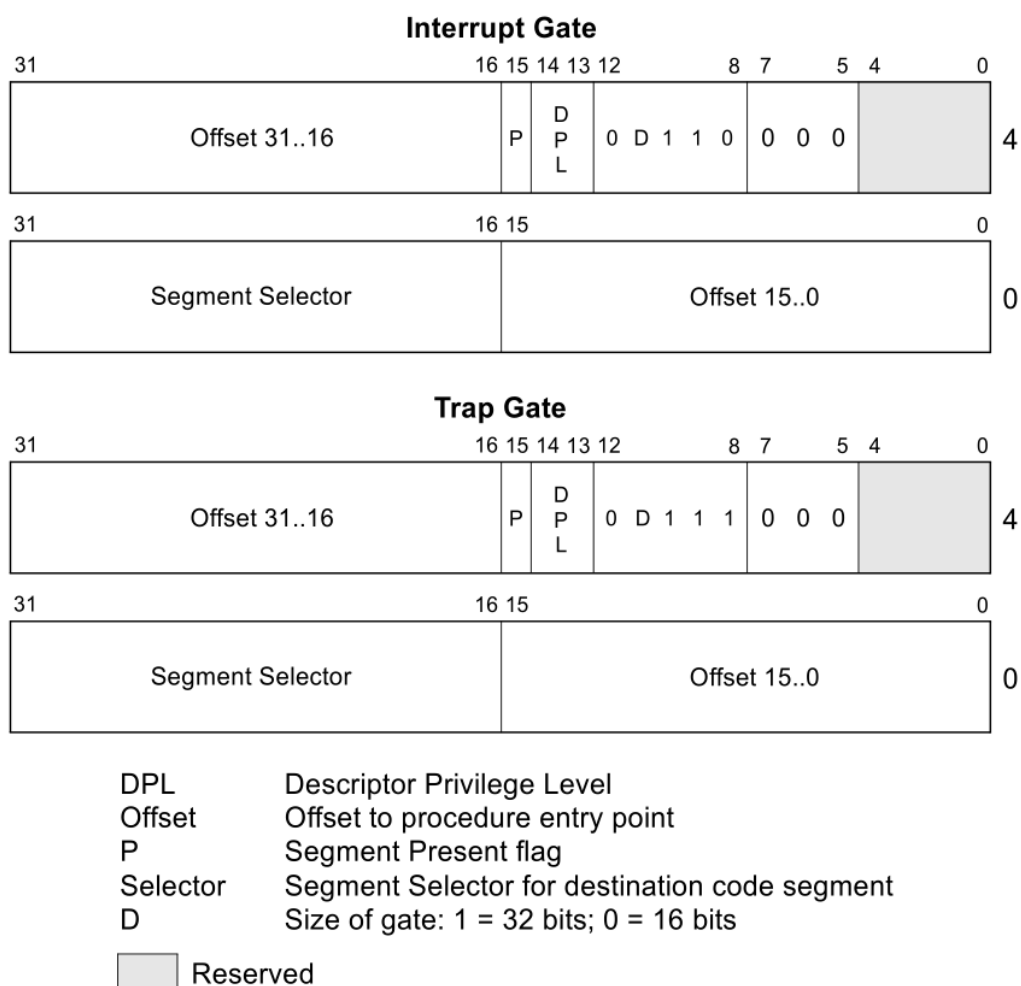 Interrupt Gate
31 16 15 14 13 12 8 7 5 4 0
Offset 31..16 P DPL 0 D 1 1 0 0 0 0 4
31 16 15 0
Segment Selector Offset 15..0 0
Trap Gate
31 16 15 14 13 12 8 7 5 4 0
Offset 31..16 P DPL 0 D 1 1 1 0 0 0 4
31 16 15 0
Segment Selector Offset 15..0 0
DPL Descriptor Privilege Level
Offset Offset to procedure entry point
P Segment Present flag
Selector Segment Selector for destination code segment
D Size of gate: 1 = 32 bits; 0 = 16 bits
Reserved